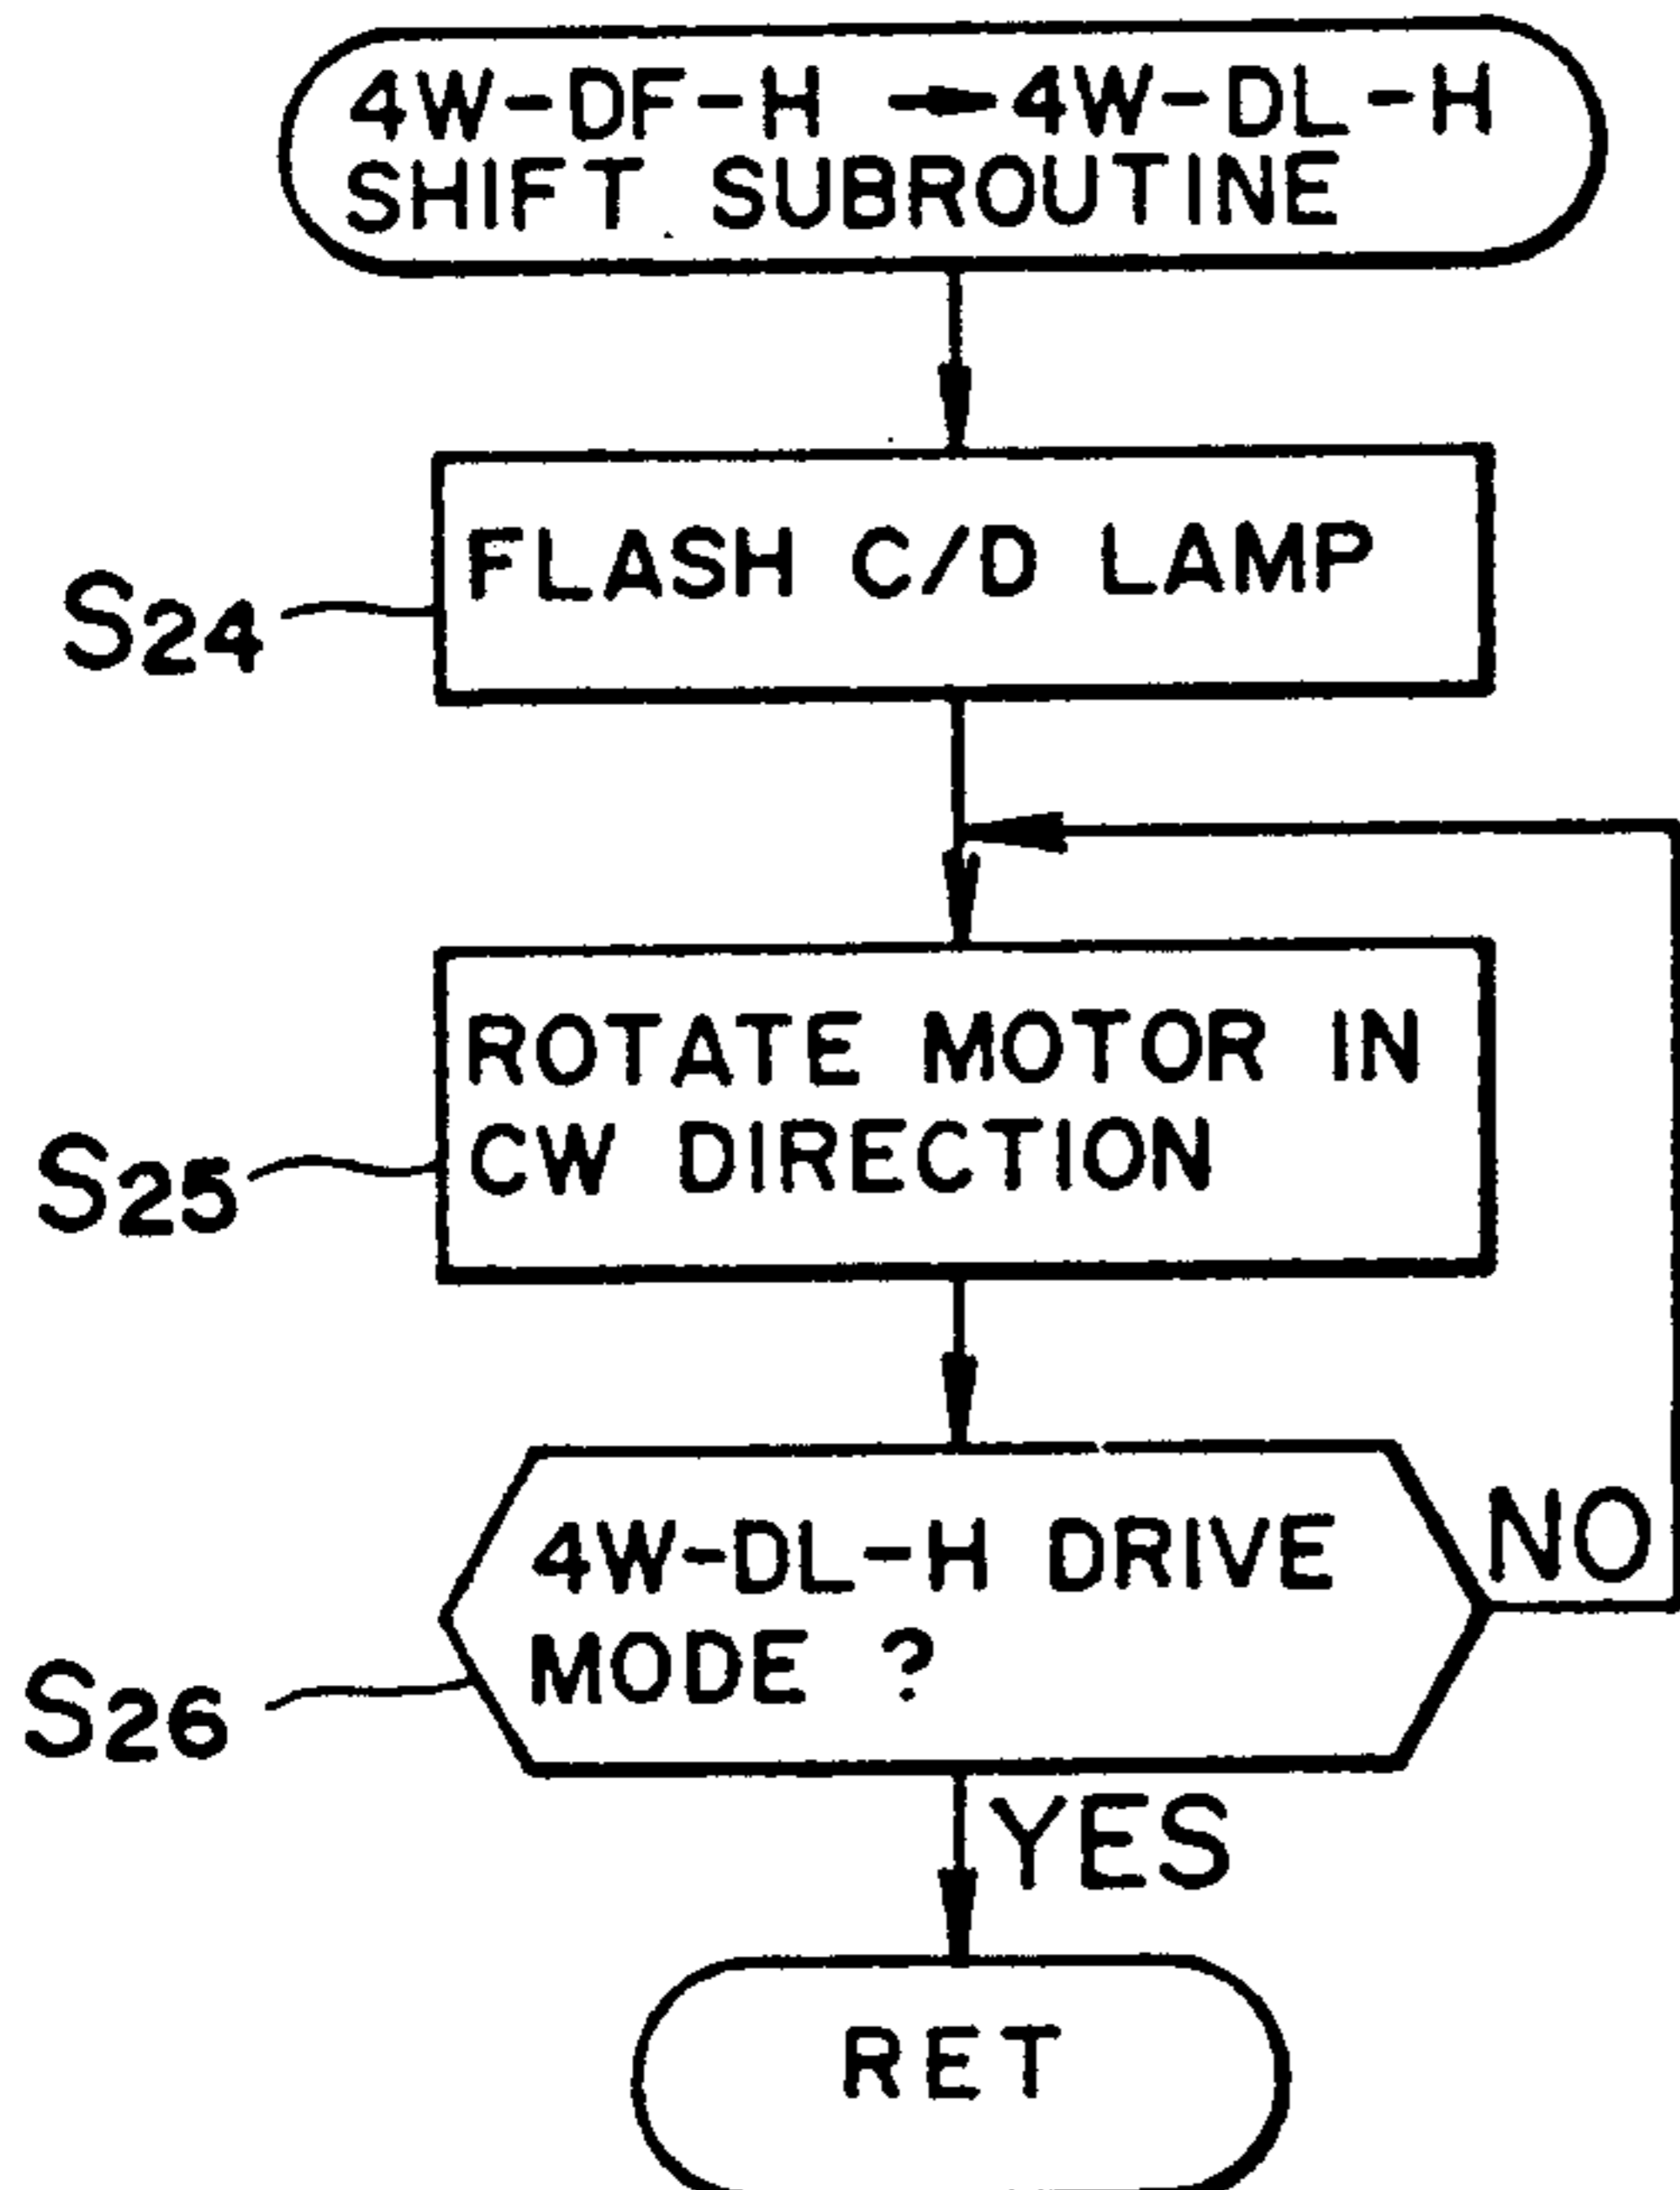 4W-DF-H → 4W-DL-H
SHIFT SUBROUTINE
FLASH C/D LAMP
S24
ROTATE MOTOR IN
CW DIRECTION
S25
4W-DL-H DRIVE
MODE ?
NO
S26
YES
RET